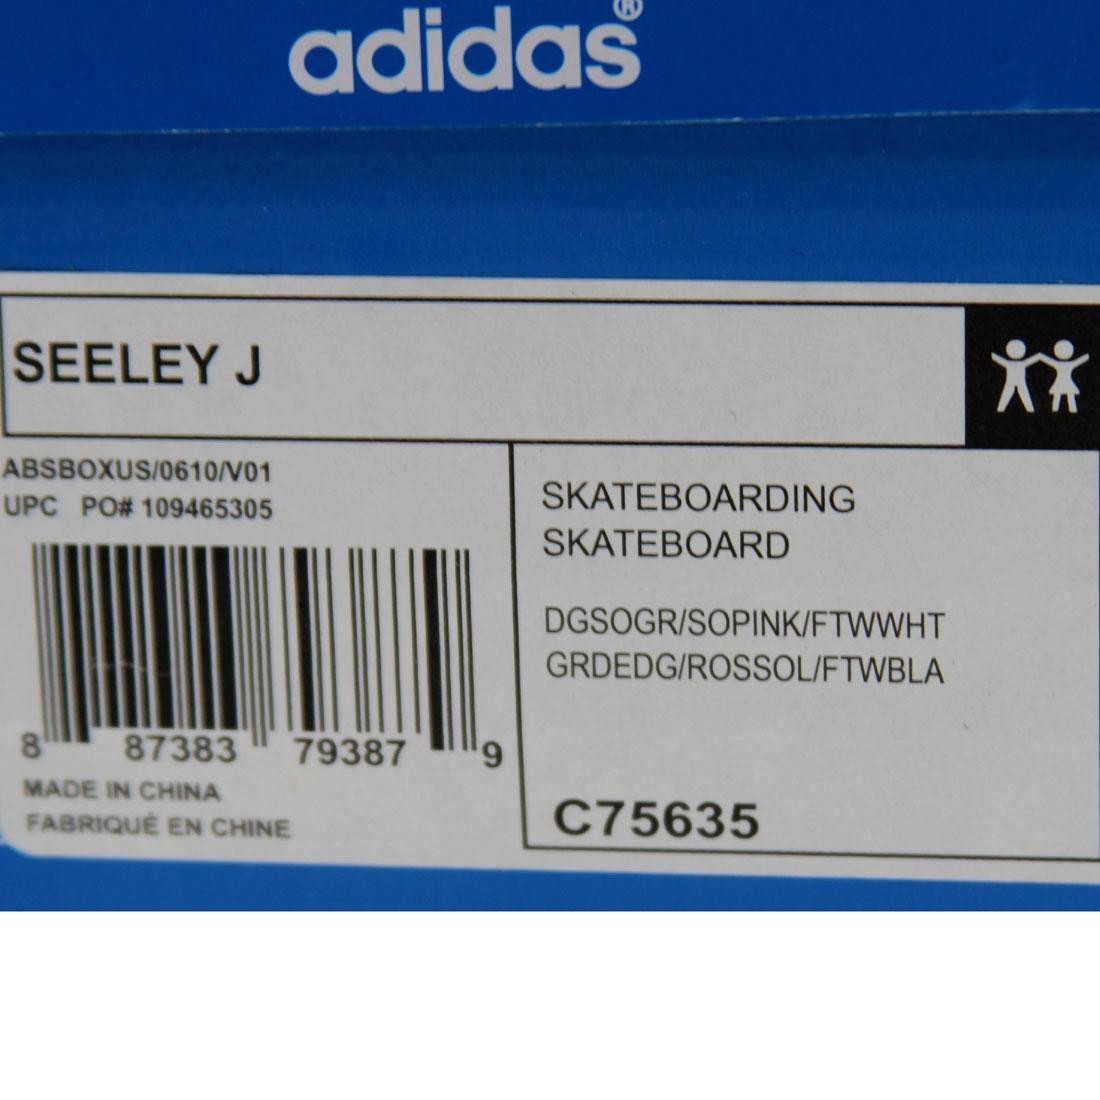 adidas®
SEELEY J
ABSBOXUS/0610/V01
UPC PO# 109465305
SKATEBOARDING
SKATEBOARD
DGSOGR/SOPINK/FTWWHT
GRDEDG/ROSSOL/FTWBLA
8 87383 79387 9
MADE IN CHINA
FABRIQUÉ EN CHINE
C75635